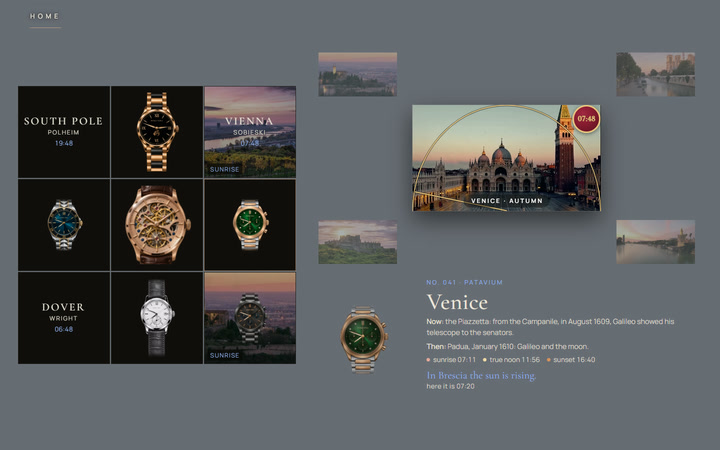 HOME
SOUTH POLE
POLHEIM
19:48
VIENNA
SOBIESKI
07:48
SUNRISE
DOVER
WRIGHT
06:48
SUNRISE
07:48
VENICE · AUTUMN
NO. 041 · PATAVIUM
Venice
Now: the Piazzetta: from the Campanile, in August 1609, Galileo showed his
telescope to the senators.
Then: Padua, January 1610: Galileo and the moon.
sunrise 07:11 true noon 11:56 sunset 16:40
In Brescia the sun is rising.
here it is 07:20